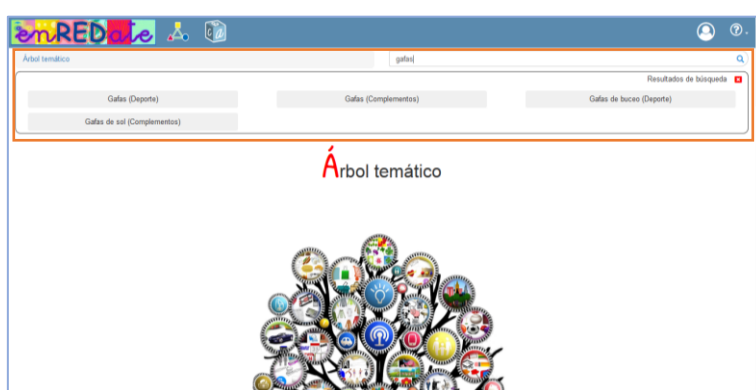 enREDate
Árbol temático
gafas
Resultados de búsqueda
Gafas (Deporte)
Gafas (Complementos)
Gafas de buceo (Deporte)
Gafas de sol (Complementos)
Árbol temático